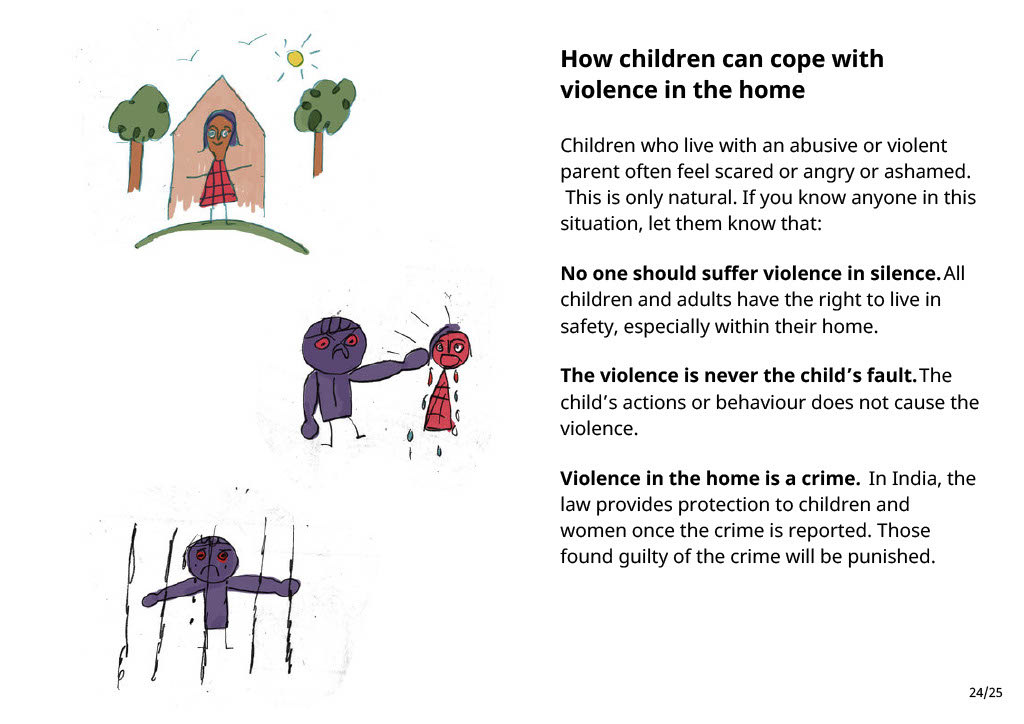 How children can cope with
violence in the home
Children who live with an abusive or violent
parent often feel scared or angry or ashamed.
This is only natural. If you know anyone in this
situation, let them know that:
No one should suffer violence in silence. All
children and adults have the right to live in
safety, especially within their home.
The violence is never the child’s fault. The
child’s actions or behaviour does not cause the
violence.
Violence in the home is a crime. In India, the
law provides protection to children and
women once the crime is reported. Those
found guilty of the crime will be punished.
24/25